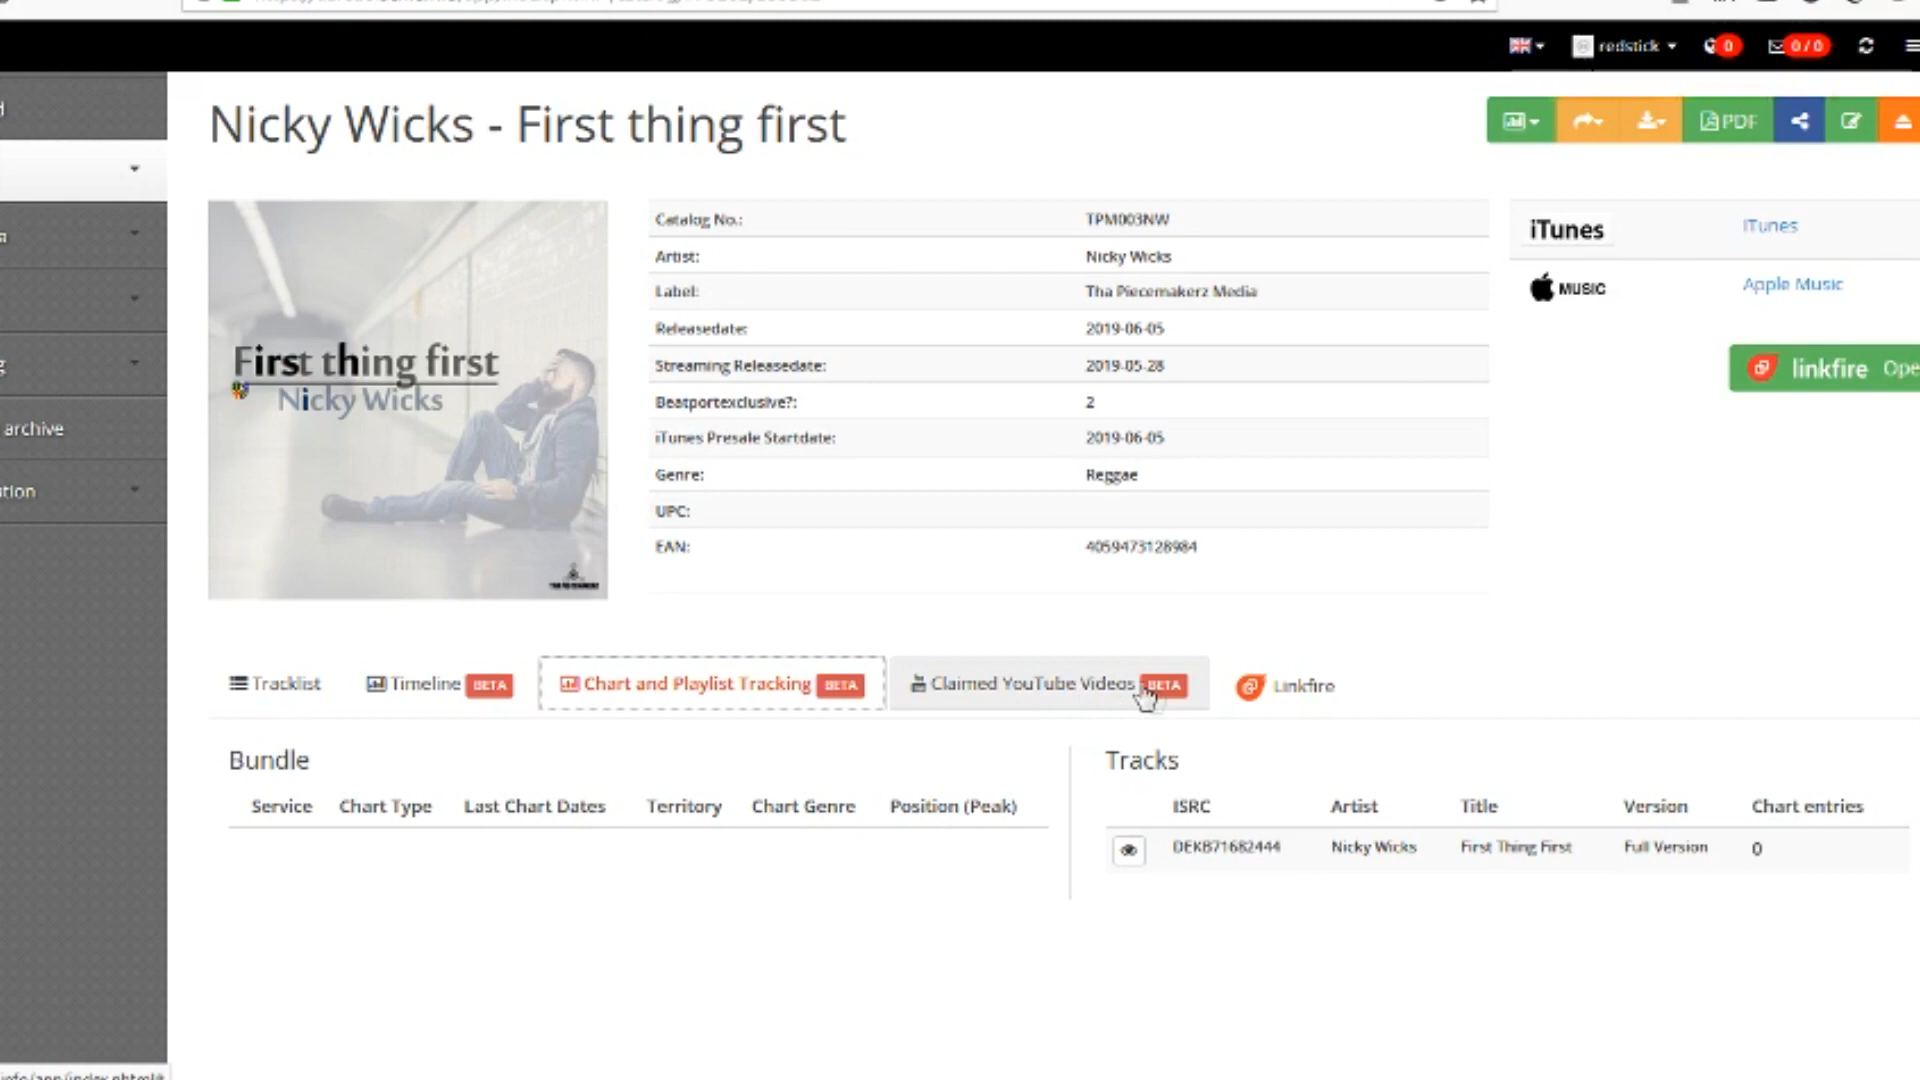 redstick
0
0 / 0
Nicky Wicks - First thing first
PDF
First thing first
Nicky Wicks
Catalog No.: TPM003NW
Artist: Nicky Wicks
Label: Tha Piecemakerz Media
Releasedate: 2019-06-05
Streaming Releasedate: 2019-05-28
Beatportexclusive?: 2
iTunes Presale Startdate: 2019-06-05
Genre: Reggae
UPC:
EAN: 4059473128984
iTunes iTunes
MUSIC Apple Music
linkfire Ope
archive
Tracklist Timeline BETA Chart and Playlist Tracking BETA Claimed YouTube Videos BETA Linkfire
Bundle
Service Chart Type Last Chart Dates Territory Chart Genre Position (Peak)
Tracks
ISRC Artist Title Version Chart entries
DEKB71682444 Nicky Wicks First Thing First Full Version 0